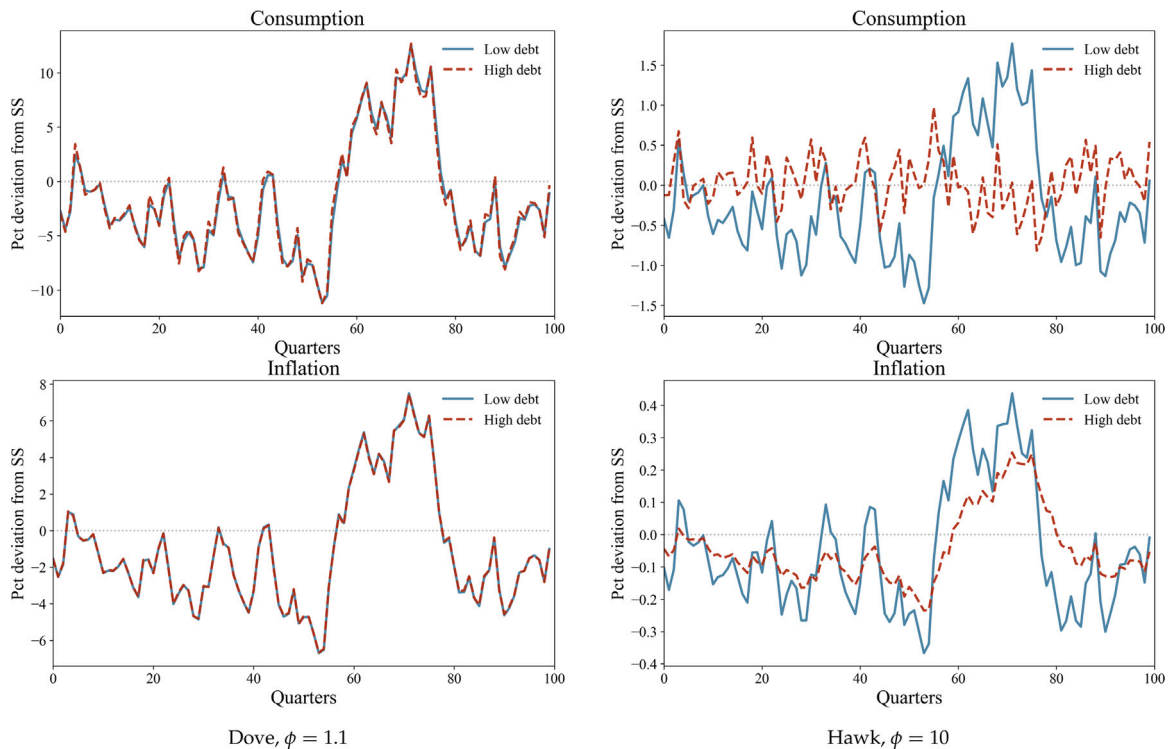 Consumption
Pct deviation from SS
10
5
0
−5
−10
Low debt
High debt
0 20 40 60 80 100
Quarters
Consumption
Pct deviation from SS
1.5
1.0
0.5
0.0
−0.5
−1.0
−1.5
Low debt
High debt
0 20 40 60 80 100
Quarters
Inflation
Pct deviation from SS
8
6
4
2
0
−2
−4
−6
Low debt
High debt
0 20 40 60 80 100
Quarters
Inflation
Pct deviation from SS
0.4
0.3
0.2
0.1
0.0
−0.1
−0.2
−0.3
−0.4
Low debt
High debt
0 20 40 60 80 100
Quarters
Dove, ϕ = 1.1
Hawk, ϕ = 10